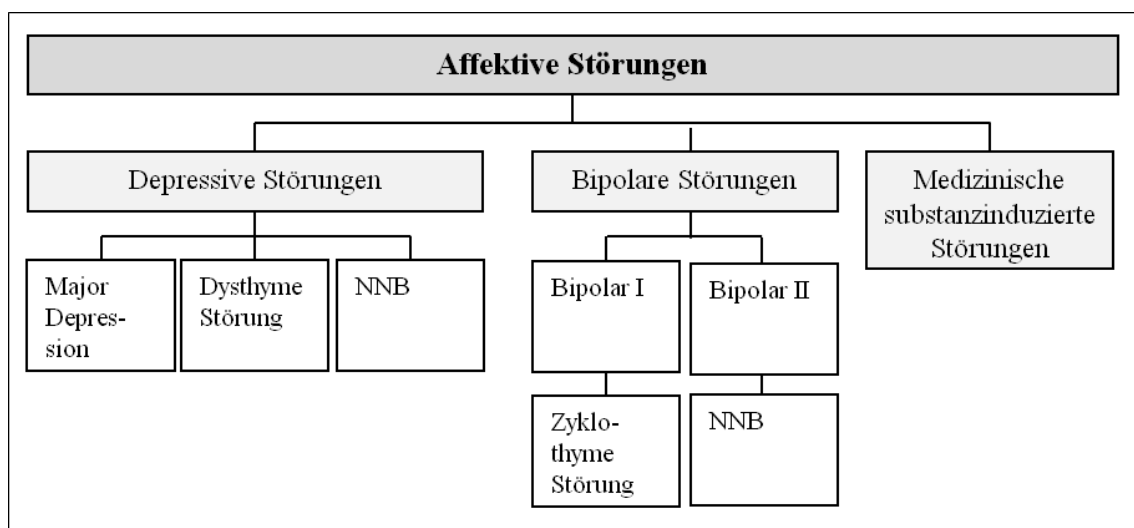 Affektive Störungen
Depressive Störungen
Bipolare Störungen
Medizinische
substanzinduzierte
Störungen
Major
Depres-
sion
Dysthyme
Störung
NNB
Bipolar I
Bipolar II
Zyklo-
thyme
Störung
NNB